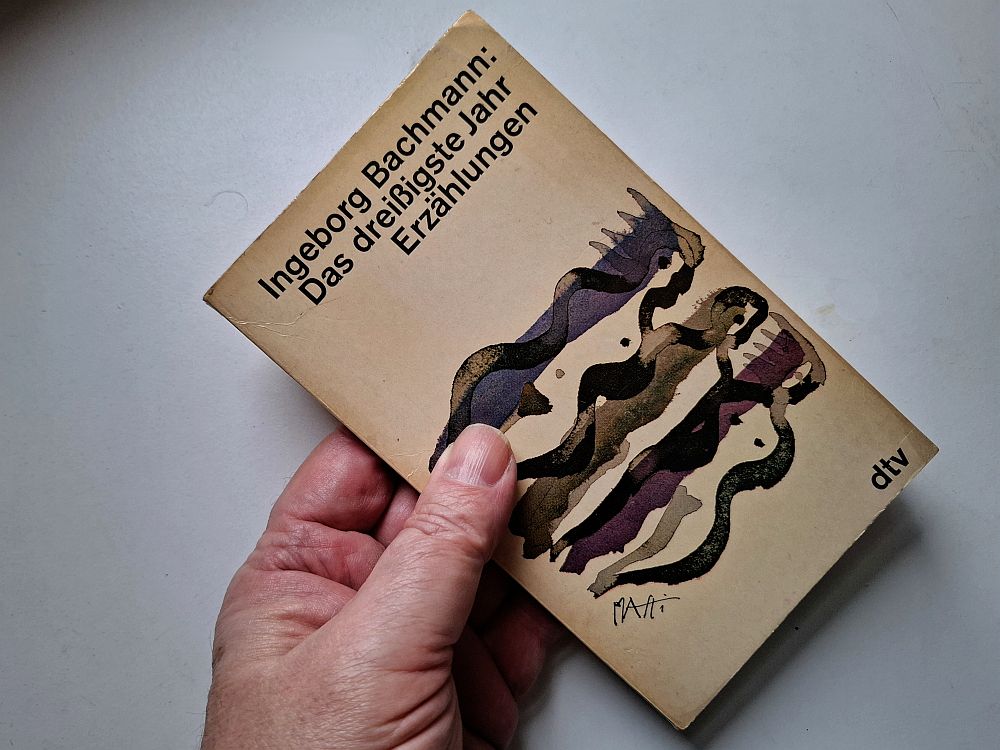 Ingeborg Bachmann:
Das dreißigste Jahr
Erzählungen
dtv